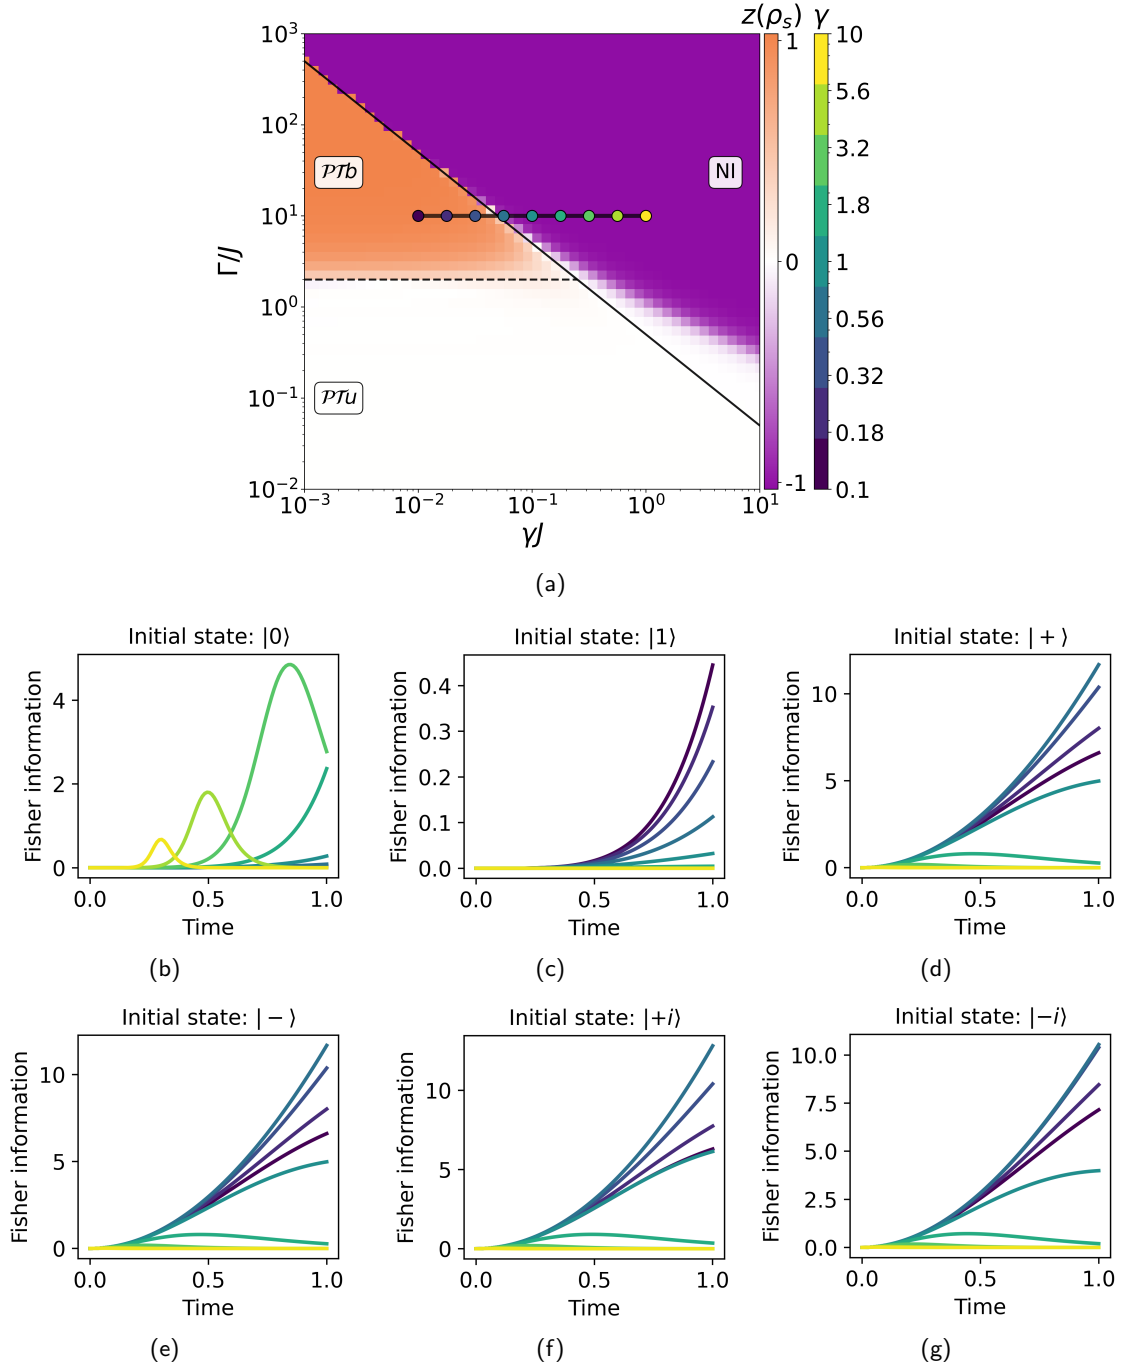 z(ρₛ) γ
10³
10²
10¹
10⁰
10⁻¹
10⁻²
Γ/J
𝒫𝒯b
NI
𝒫𝒯u
10⁻³ 10⁻² 10⁻¹ 10⁰ 10¹
γJ
1
0
-1
10
5.6
3.2
1.8
1
0.56
0.32
0.18
0.1
(a)
Initial state: |0⟩
Fisher information
4
2
0
0.0 0.5 1.0
Time
(b)
Initial state: |1⟩
Fisher information
0.4
0.3
0.2
0.1
0.0
0.0 0.5 1.0
Time
(c)
Initial state: | + ⟩
Fisher information
10
5
0
0.0 0.5 1.0
Time
(d)
Initial state: | − ⟩
Fisher information
10
5
0
0.0 0.5 1.0
Time
(e)
Initial state: |+i⟩
Fisher information
10
5
0
0.0 0.5 1.0
Time
(f)
Initial state: |−i⟩
Fisher information
10.0
7.5
5.0
2.5
0.0
0.0 0.5 1.0
Time
(g)